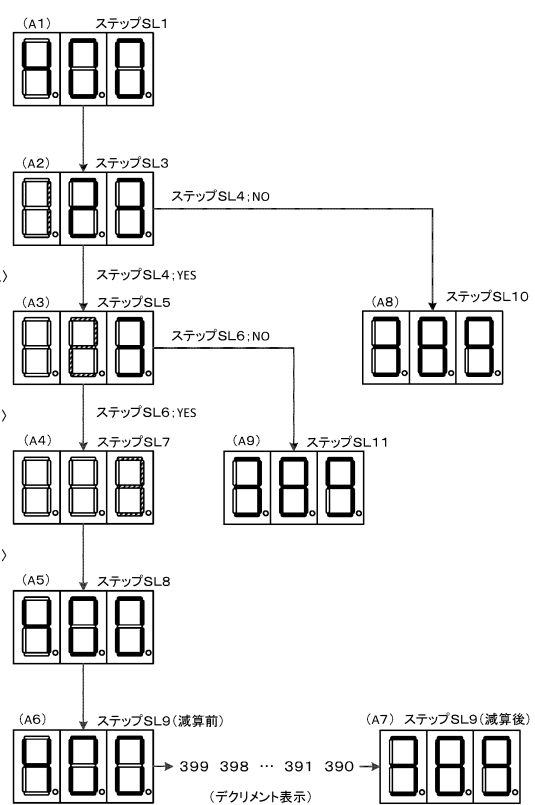 (A1) ステップSL1
(A2) ステップSL3
ステップSL4;NO
ステップSL4;YES
(A3) ステップSL5
(A8) ステップSL10
ステップSL6;NO
ステップSL6;YES
(A4) ステップSL7
(A9) ステップSL11
(A5) ステップSL8
(A6) ステップSL9(減算前)
(A7) ステップSL9(減算後)
399 398 … 391 390
(デクリメント表示)